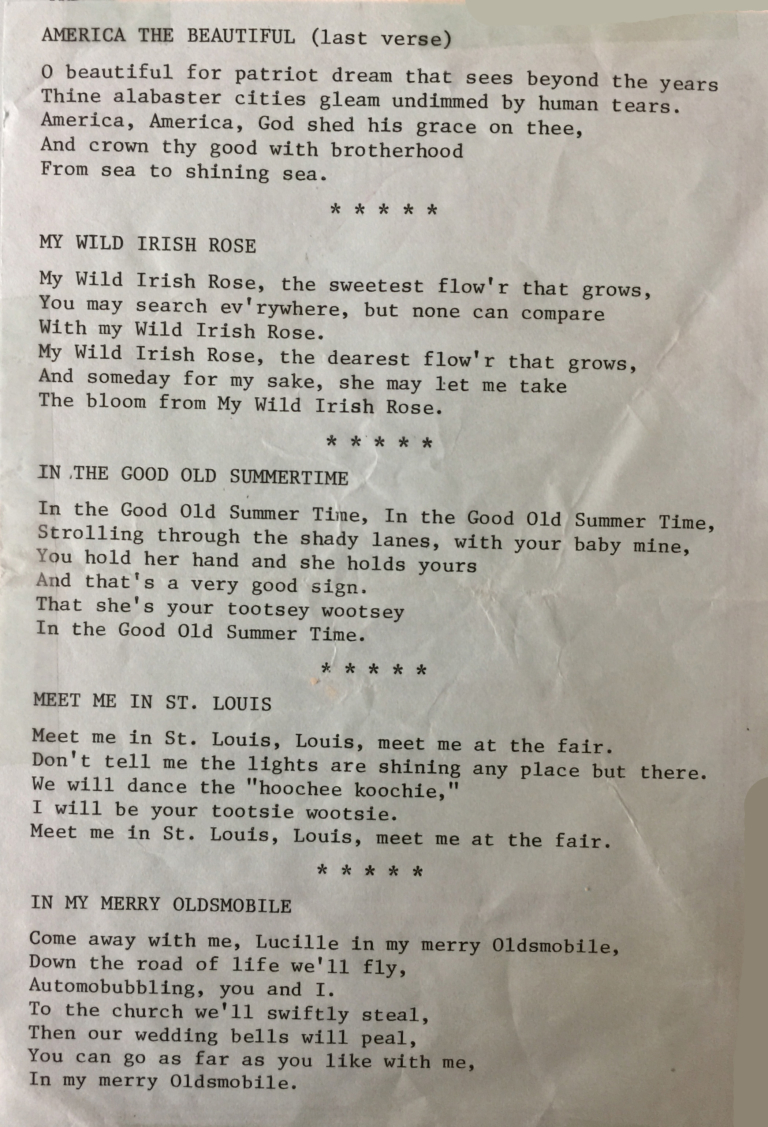 AMERICA THE BEAUTIFUL (last verse)
O beautiful for patriot dream that sees beyond the years
Thine alabaster cities gleam undimmed by human tears.
America, America, God shed his grace on thee,
And crown thy good with brotherhood
From sea to shining sea.
* * * * *
MY WILD IRISH ROSE
My Wild Irish Rose, the sweetest flow'r that grows,
You may search ev'rywhere, but none can compare
With my Wild Irish Rose.
My Wild Irish Rose, the dearest flow'r that grows,
And someday for my sake, she may let me take
The bloom from My Wild Irish Rose.
* * * * *
IN THE GOOD OLD SUMMERTIME
In the Good Old Summer Time, In the Good Old Summer Time,
Strolling through the shady lanes, with your baby mine,
You hold her hand and she holds yours
And that's a very good sign.
That she's your tootsey wootsey
In the Good Old Summer Time.
* * * * *
MEET ME IN ST. LOUIS
Meet me in St. Louis, Louis, meet me at the fair.
Don't tell me the lights are shining any place but there.
We will dance the "hoochee koochie,"
I will be your tootsie wootsie.
Meet me in St. Louis, Louis, meet me at the fair.
* * * * *
IN MY MERRY OLDSMOBILE
Come away with me, Lucille in my merry Oldsmobile,
Down the road of life we'll fly,
Automobubbling, you and I.
To the church we'll swiftly steal,
Then our wedding bells will peal,
You can go as far as you like with me,
In my merry Oldsmobile.